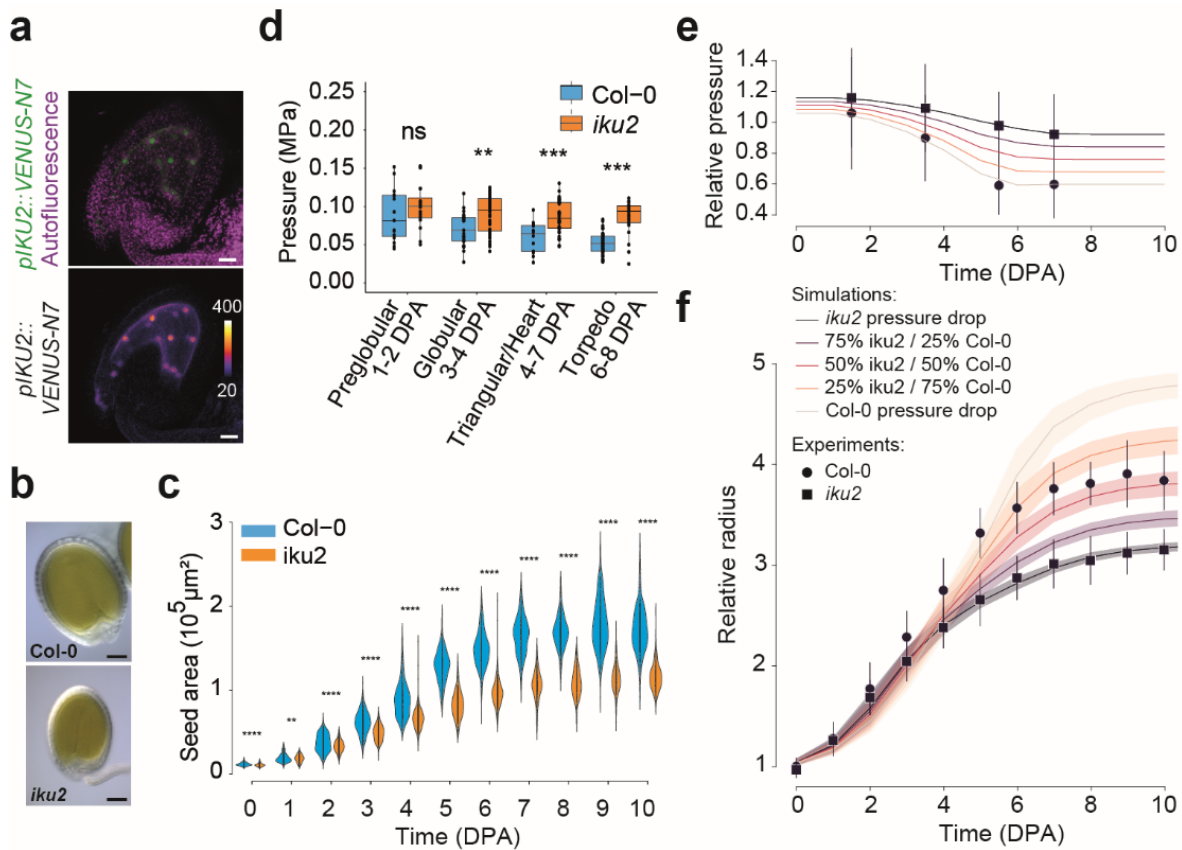 a
pIKU2::VENUS-N7
Autofluorescence
pIKU2::
VENUS-N7
400
20
b
Col-0
iku2
c
Col−0
iku2
Seed area (10⁵µm²)
3
2
1
0
**** ** **** **** **** **** **** **** **** **** ****
0 1 2 3 4 5 6 7 8 9 10
Time (DPA)
d
Col−0
iku2
Pressure (MPa)
0.25
0.20
0.15
0.10
0.05
0.00
ns ** *** ***
Preglobular
1-2 DPA
Globular
3-4 DPA
Triangular/Heart
4-7 DPA
Torpedo
6-8 DPA
e
Relative pressure
1.4
1.2
1.0
0.8
0.6
0.4
0 2 4 6 8 10
Time (DPA)
f
Simulations:
iku2 pressure drop
75% iku2 / 25% Col-0
50% iku2 / 50% Col-0
25% iku2 / 75% Col-0
Col-0 pressure drop
Experiments:
Col-0
iku2
Relative radius
5
4
3
2
1
0 2 4 6 8 10
Time (DPA)